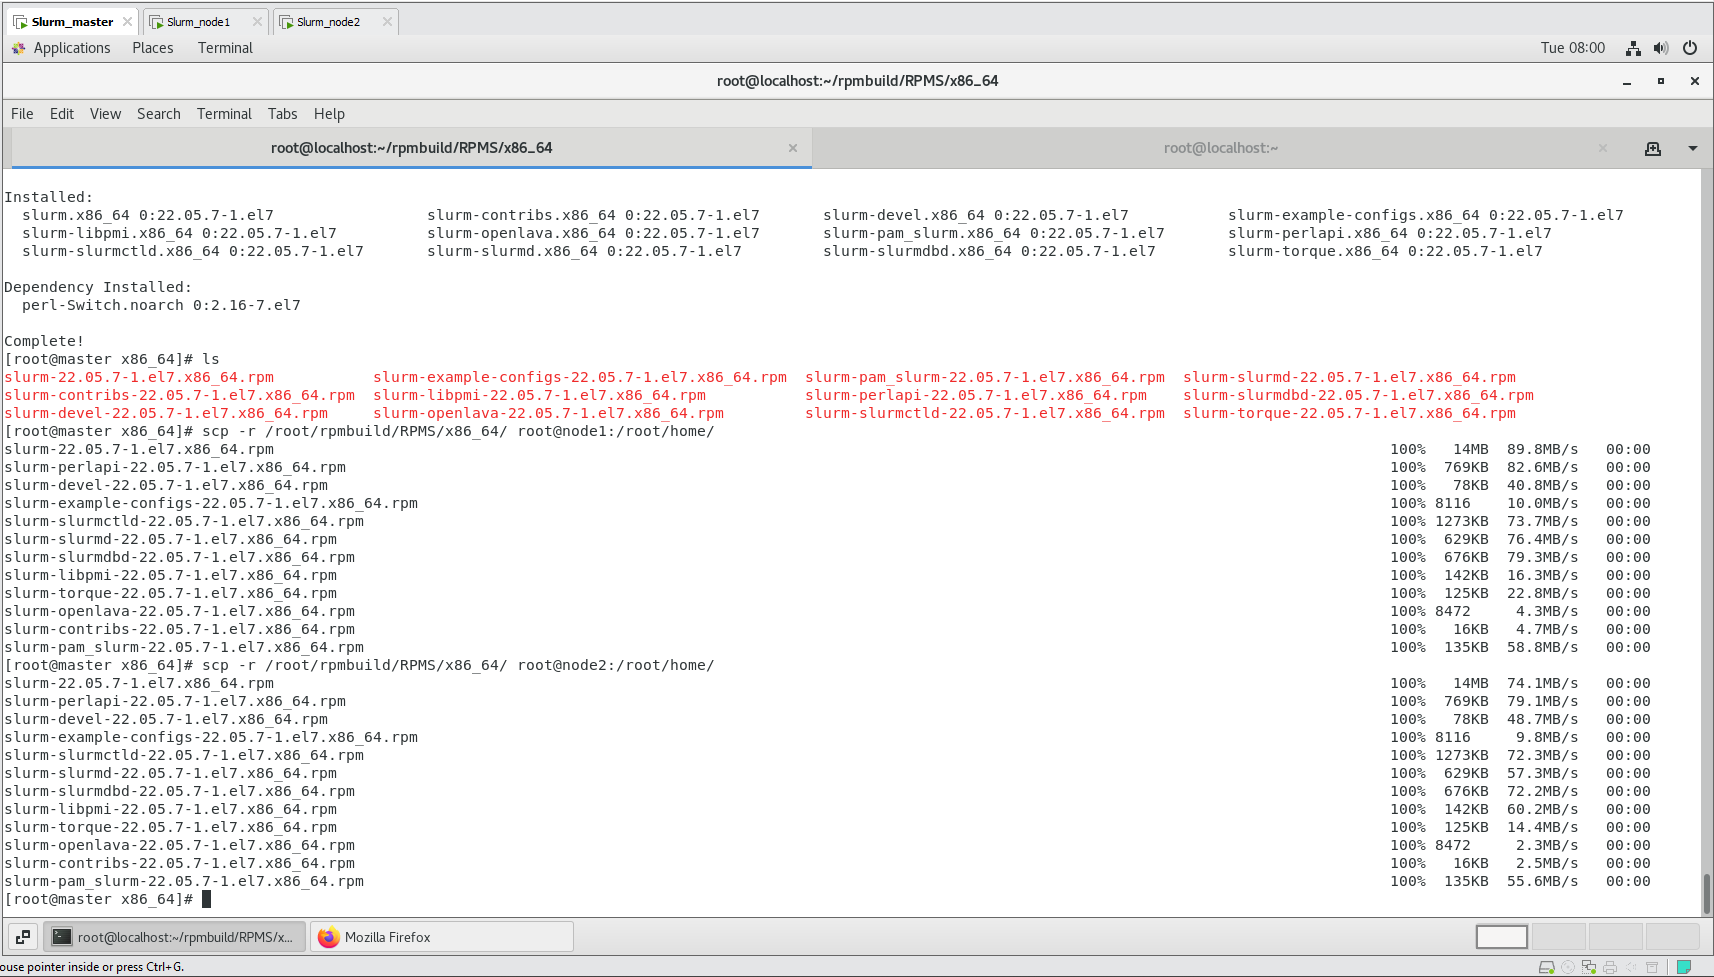 Slurm_master Slurm_node1 Slurm_node2
Applications Places Terminal Tue 08:00
root@localhost:~/rpmbuild/RPMS/x86_64
File Edit View Search Terminal Tabs Help
root@localhost:~/rpmbuild/RPMS/x86_64 root@localhost:~
Installed:
slurm.x86_64 0:22.05.7-1.el7 slurm-contribs.x86_64 0:22.05.7-1.el7 slurm-devel.x86_64 0:22.05.7-1.el7 slurm-example-configs.x86_64 0:22.05.7-1.el7
slurm-libpmi.x86_64 0:22.05.7-1.el7 slurm-openlava.x86_64 0:22.05.7-1.el7 slurm-pam_slurm.x86_64 0:22.05.7-1.el7 slurm-perlapi.x86_64 0:22.05.7-1.el7
slurm-slurmctld.x86_64 0:22.05.7-1.el7 slurm-slurmd.x86_64 0:22.05.7-1.el7 slurm-slurmdbd.x86_64 0:22.05.7-1.el7 slurm-torque.x86_64 0:22.05.7-1.el7
Dependency Installed:
perl-Switch.noarch 0:2.16-7.el7
Complete!
[root@master x86_64]# ls
slurm-22.05.7-1.el7.x86_64.rpm slurm-example-configs-22.05.7-1.el7.x86_64.rpm slurm-pam_slurm-22.05.7-1.el7.x86_64.rpm slurm-slurmd-22.05.7-1.el7.x86_64.rpm
slurm-contribs-22.05.7-1.el7.x86_64.rpm slurm-libpmi-22.05.7-1.el7.x86_64.rpm slurm-perlapi-22.05.7-1.el7.x86_64.rpm slurm-slurmdbd-22.05.7-1.el7.x86_64.rpm
slurm-devel-22.05.7-1.el7.x86_64.rpm slurm-openlava-22.05.7-1.el7.x86_64.rpm slurm-slurmctld-22.05.7-1.el7.x86_64.rpm slurm-torque-22.05.7-1.el7.x86_64.rpm
[root@master x86_64]# scp -r /root/rpmbuild/RPMS/x86_64/ root@node1:/root/home/
slurm-22.05.7-1.el7.x86_64.rpm 100% 14MB 89.8MB/s 00:00
slurm-perlapi-22.05.7-1.el7.x86_64.rpm 100% 769KB 82.6MB/s 00:00
slurm-devel-22.05.7-1.el7.x86_64.rpm 100% 78KB 40.8MB/s 00:00
slurm-example-configs-22.05.7-1.el7.x86_64.rpm 100% 8116 10.0MB/s 00:00
slurm-slurmctld-22.05.7-1.el7.x86_64.rpm 100% 1273KB 73.7MB/s 00:00
slurm-slurmd-22.05.7-1.el7.x86_64.rpm 100% 629KB 76.4MB/s 00:00
slurm-slurmdbd-22.05.7-1.el7.x86_64.rpm 100% 676KB 79.3MB/s 00:00
slurm-libpmi-22.05.7-1.el7.x86_64.rpm 100% 142KB 16.3MB/s 00:00
slurm-torque-22.05.7-1.el7.x86_64.rpm 100% 125KB 22.8MB/s 00:00
slurm-openlava-22.05.7-1.el7.x86_64.rpm 100% 8472 4.3MB/s 00:00
slurm-contribs-22.05.7-1.el7.x86_64.rpm 100% 16KB 4.7MB/s 00:00
slurm-pam_slurm-22.05.7-1.el7.x86_64.rpm 100% 135KB 58.8MB/s 00:00
[root@master x86_64]# scp -r /root/rpmbuild/RPMS/x86_64/ root@node2:/root/home/
slurm-22.05.7-1.el7.x86_64.rpm 100% 14MB 74.1MB/s 00:00
slurm-perlapi-22.05.7-1.el7.x86_64.rpm 100% 769KB 79.1MB/s 00:00
slurm-devel-22.05.7-1.el7.x86_64.rpm 100% 78KB 48.7MB/s 00:00
slurm-example-configs-22.05.7-1.el7.x86_64.rpm 100% 8116 9.8MB/s 00:00
slurm-slurmctld-22.05.7-1.el7.x86_64.rpm 100% 1273KB 72.3MB/s 00:00
slurm-slurmd-22.05.7-1.el7.x86_64.rpm 100% 629KB 57.3MB/s 00:00
slurm-slurmdbd-22.05.7-1.el7.x86_64.rpm 100% 676KB 72.2MB/s 00:00
slurm-libpmi-22.05.7-1.el7.x86_64.rpm 100% 142KB 60.2MB/s 00:00
slurm-torque-22.05.7-1.el7.x86_64.rpm 100% 125KB 14.4MB/s 00:00
slurm-openlava-22.05.7-1.el7.x86_64.rpm 100% 8472 2.3MB/s 00:00
slurm-contribs-22.05.7-1.el7.x86_64.rpm 100% 16KB 2.5MB/s 00:00
slurm-pam_slurm-22.05.7-1.el7.x86_64.rpm 100% 135KB 55.6MB/s 00:00
[root@master x86_64]#
root@localhost:~/rpmbuild/RPMS/x... Mozilla Firefox
ouse pointer inside or press Ctrl+G.